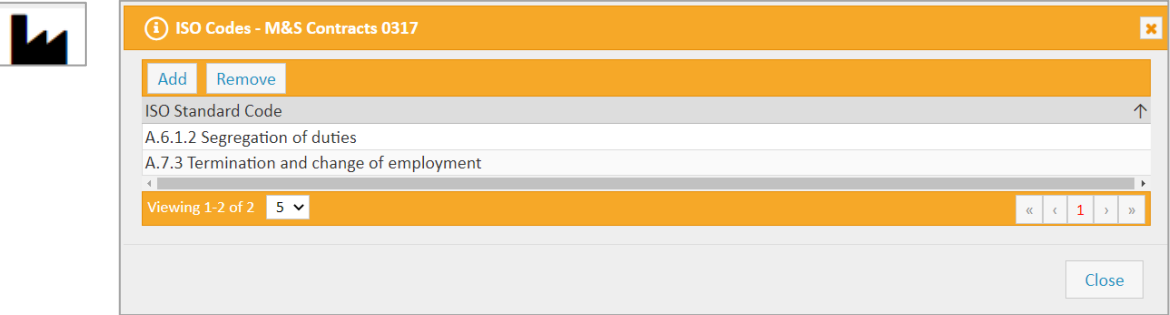 ISO Codes - M&S Contracts 0317
Add Remove
ISO Standard Code
A.6.1.2 Segregation of duties
A.7.3 Termination and change of employment
Viewing 1-2 of 2 5
« ‹ 1 › »
Close